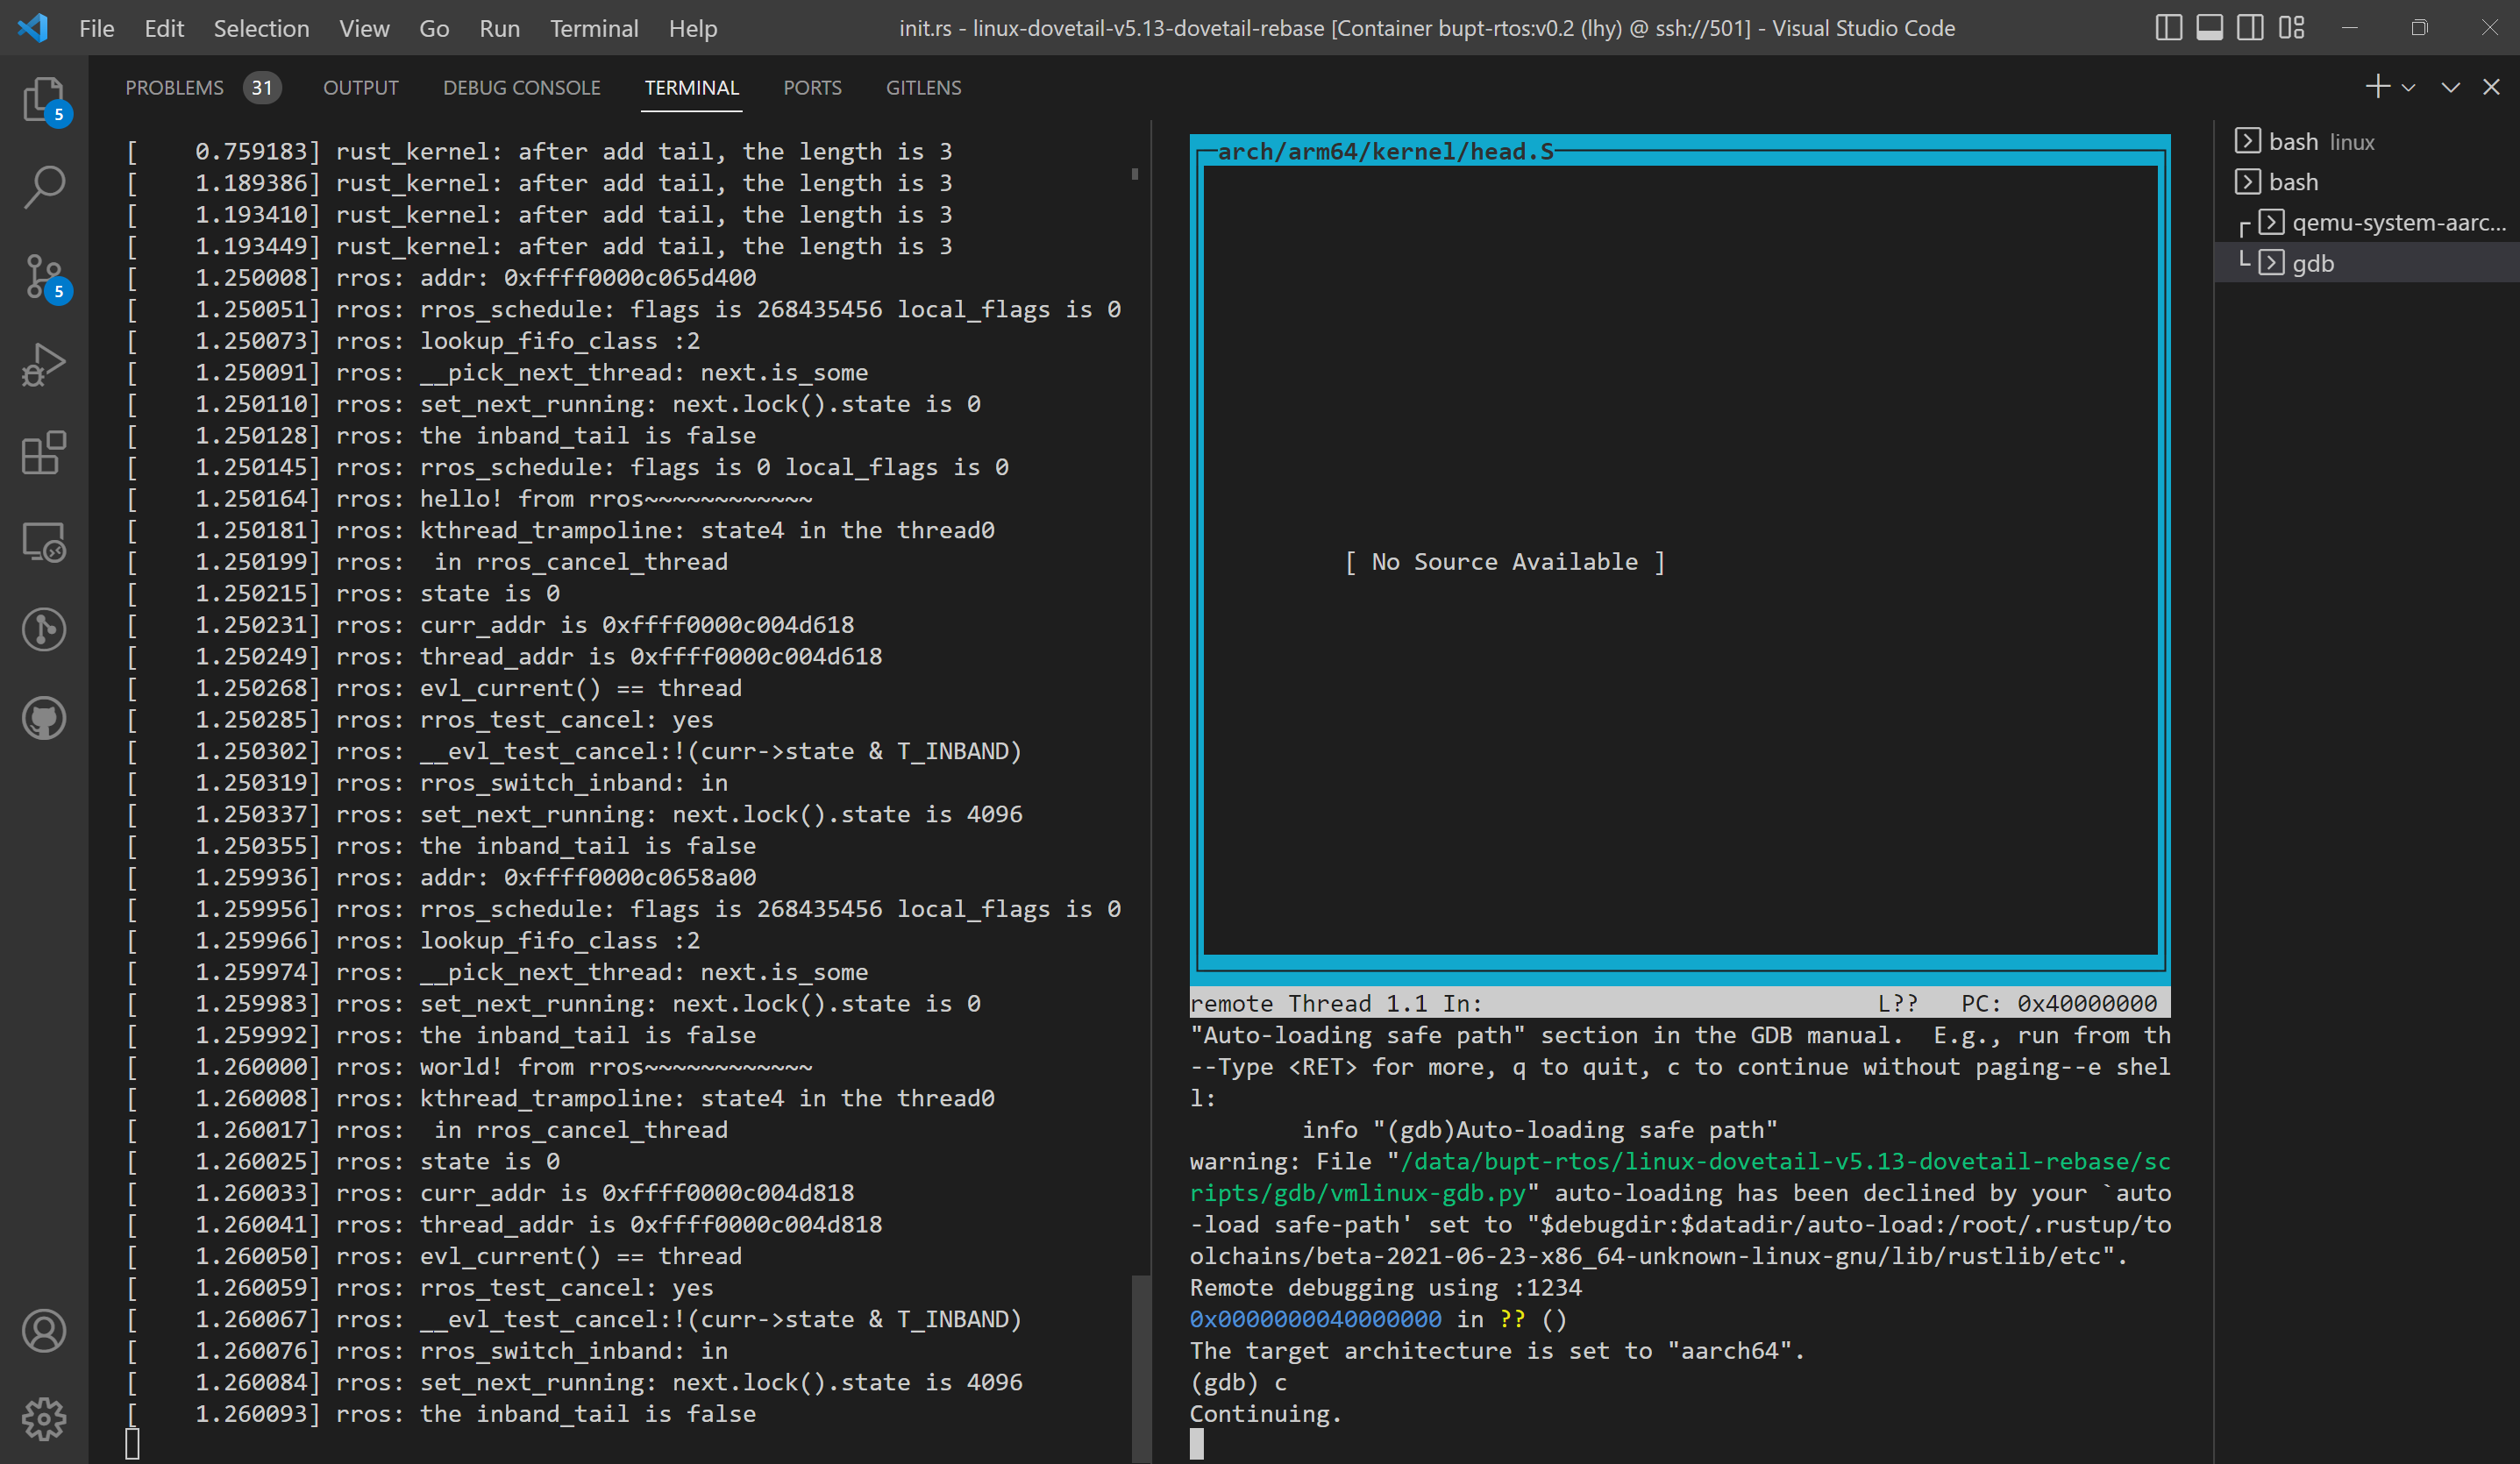 File Edit Selection View Go Run Terminal Help init.rs - linux-dovetail-v5.13-dovetail-rebase [Container bupt-rtos:v0.2 (lhy) @ ssh://501] - Visual Studio Code
PROBLEMS 31 OUTPUT DEBUG CONSOLE TERMINAL PORTS GITLENS
5
5
[    0.759183] rust_kernel: after add tail, the length is 3
[    1.189386] rust_kernel: after add tail, the length is 3
[    1.193410] rust_kernel: after add tail, the length is 3
[    1.193449] rust_kernel: after add tail, the length is 3
[    1.250008] rros: addr: 0xffff0000c065d400
[    1.250051] rros: rros_schedule: flags is 268435456 local_flags is 0
[    1.250073] rros: lookup_fifo_class :2
[    1.250091] rros: __pick_next_thread: next.is_some
[    1.250110] rros: set_next_running: next.lock().state is 0
[    1.250128] rros: the inband_tail is false
[    1.250145] rros: rros_schedule: flags is 0 local_flags is 0
[    1.250164] rros: hello! from rros~~~~~~~~~~~~
[    1.250181] rros: kthread_trampoline: state4 in the thread0
[    1.250199] rros:  in rros_cancel_thread
[    1.250215] rros: state is 0
[    1.250231] rros: curr_addr is 0xffff0000c004d618
[    1.250249] rros: thread_addr is 0xffff0000c004d618
[    1.250268] rros: evl_current() == thread
[    1.250285] rros: rros_test_cancel: yes
[    1.250302] rros: __evl_test_cancel:!(curr->state & T_INBAND)
[    1.250319] rros: rros_switch_inband: in
[    1.250337] rros: set_next_running: next.lock().state is 4096
[    1.250355] rros: the inband_tail is false
[    1.259936] rros: addr: 0xffff0000c0658a00
[    1.259956] rros: rros_schedule: flags is 268435456 local_flags is 0
[    1.259966] rros: lookup_fifo_class :2
[    1.259974] rros: __pick_next_thread: next.is_some
[    1.259983] rros: set_next_running: next.lock().state is 0
[    1.259992] rros: the inband_tail is false
[    1.260000] rros: world! from rros~~~~~~~~~~~~
[    1.260008] rros: kthread_trampoline: state4 in the thread0
[    1.260017] rros:  in rros_cancel_thread
[    1.260025] rros: state is 0
[    1.260033] rros: curr_addr is 0xffff0000c004d818
[    1.260041] rros: thread_addr is 0xffff0000c004d818
[    1.260050] rros: evl_current() == thread
[    1.260059] rros: rros_test_cancel: yes
[    1.260067] rros: __evl_test_cancel:!(curr->state & T_INBAND)
[    1.260076] rros: rros_switch_inband: in
[    1.260084] rros: set_next_running: next.lock().state is 4096
[    1.260093] rros: the inband_tail is false
arch/arm64/kernel/head.S
[ No Source Available ]
remote Thread 1.1 In: L?? PC: 0x40000000
"Auto-loading safe path" section in the GDB manual.  E.g., run from th
--Type <RET> for more, q to quit, c to continue without paging--e shel
l:
info "(gdb)Auto-loading safe path"
warning: File "/data/bupt-rtos/linux-dovetail-v5.13-dovetail-rebase/sc
ripts/gdb/vmlinux-gdb.py" auto-loading has been declined by your `auto
-load safe-path' set to "$debugdir:$datadir/auto-load:/root/.rustup/to
olchains/beta-2021-06-23-x86_64-unknown-linux-gnu/lib/rustlib/etc".
Remote debugging using :1234
0x0000000040000000 in ?? ()
The target architecture is set to "aarch64".
(gdb) c
Continuing.
bash linux
bash
qemu-system-aarc...
gdb